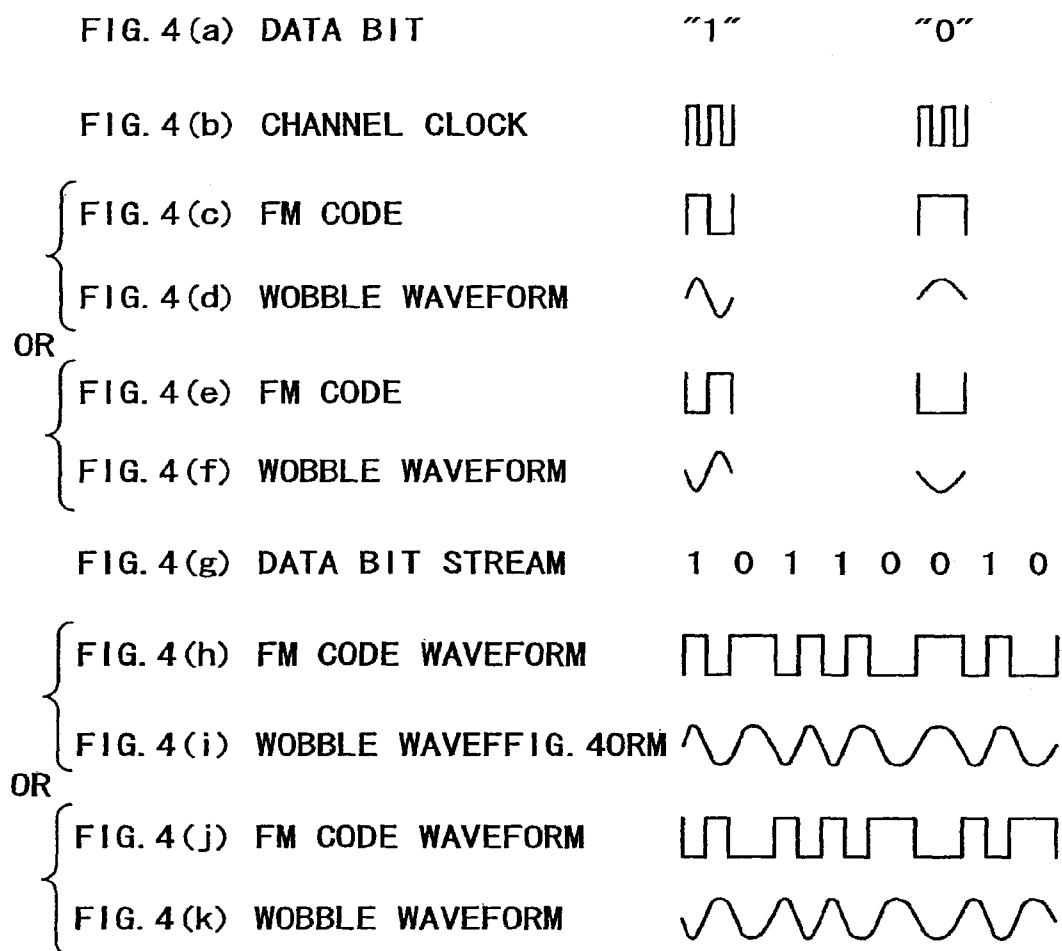 FIG. 4(a) DATA BIT "1" "0"
FIG. 4(b) CHANNEL CLOCK
FIG. 4(c) FM CODE
FIG. 4(d) WOBBLE WAVEFORM
OR
FIG. 4(e) FM CODE
FIG. 4(f) WOBBLE WAVEFORM
FIG. 4(g) DATA BIT STREAM 1 0 1 1 0 0 1 0
FIG. 4(h) FM CODE WAVEFORM
FIG. 4(i) WOBBLE WAVEFFIG. 4ORM
OR
FIG. 4(j) FM CODE WAVEFORM
FIG. 4(k) WOBBLE WAVEFORM